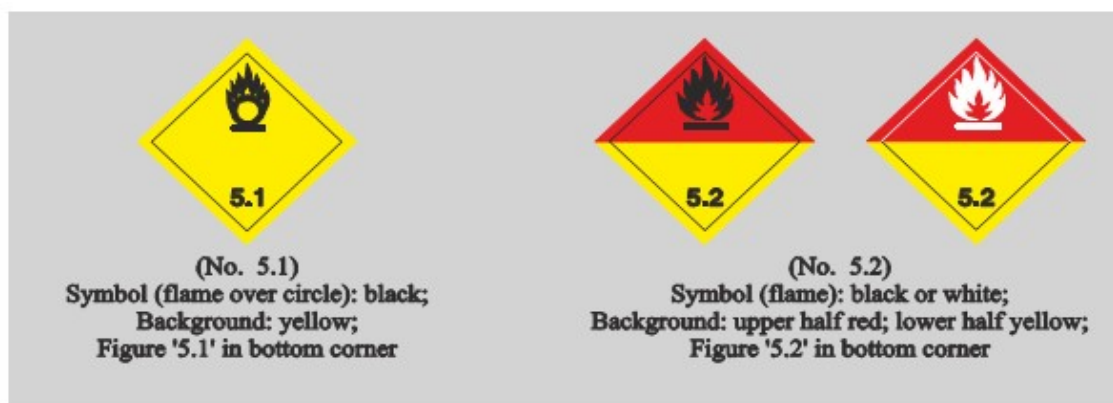 5.1
5.2
5.2
(No. 5.1)
Symbol (flame over circle): black;
Background: yellow;
Figure '5.1' in bottom corner
(No. 5.2)
Symbol (flame): black or white;
Background: upper half red; lower half yellow;
Figure '5.2' in bottom corner